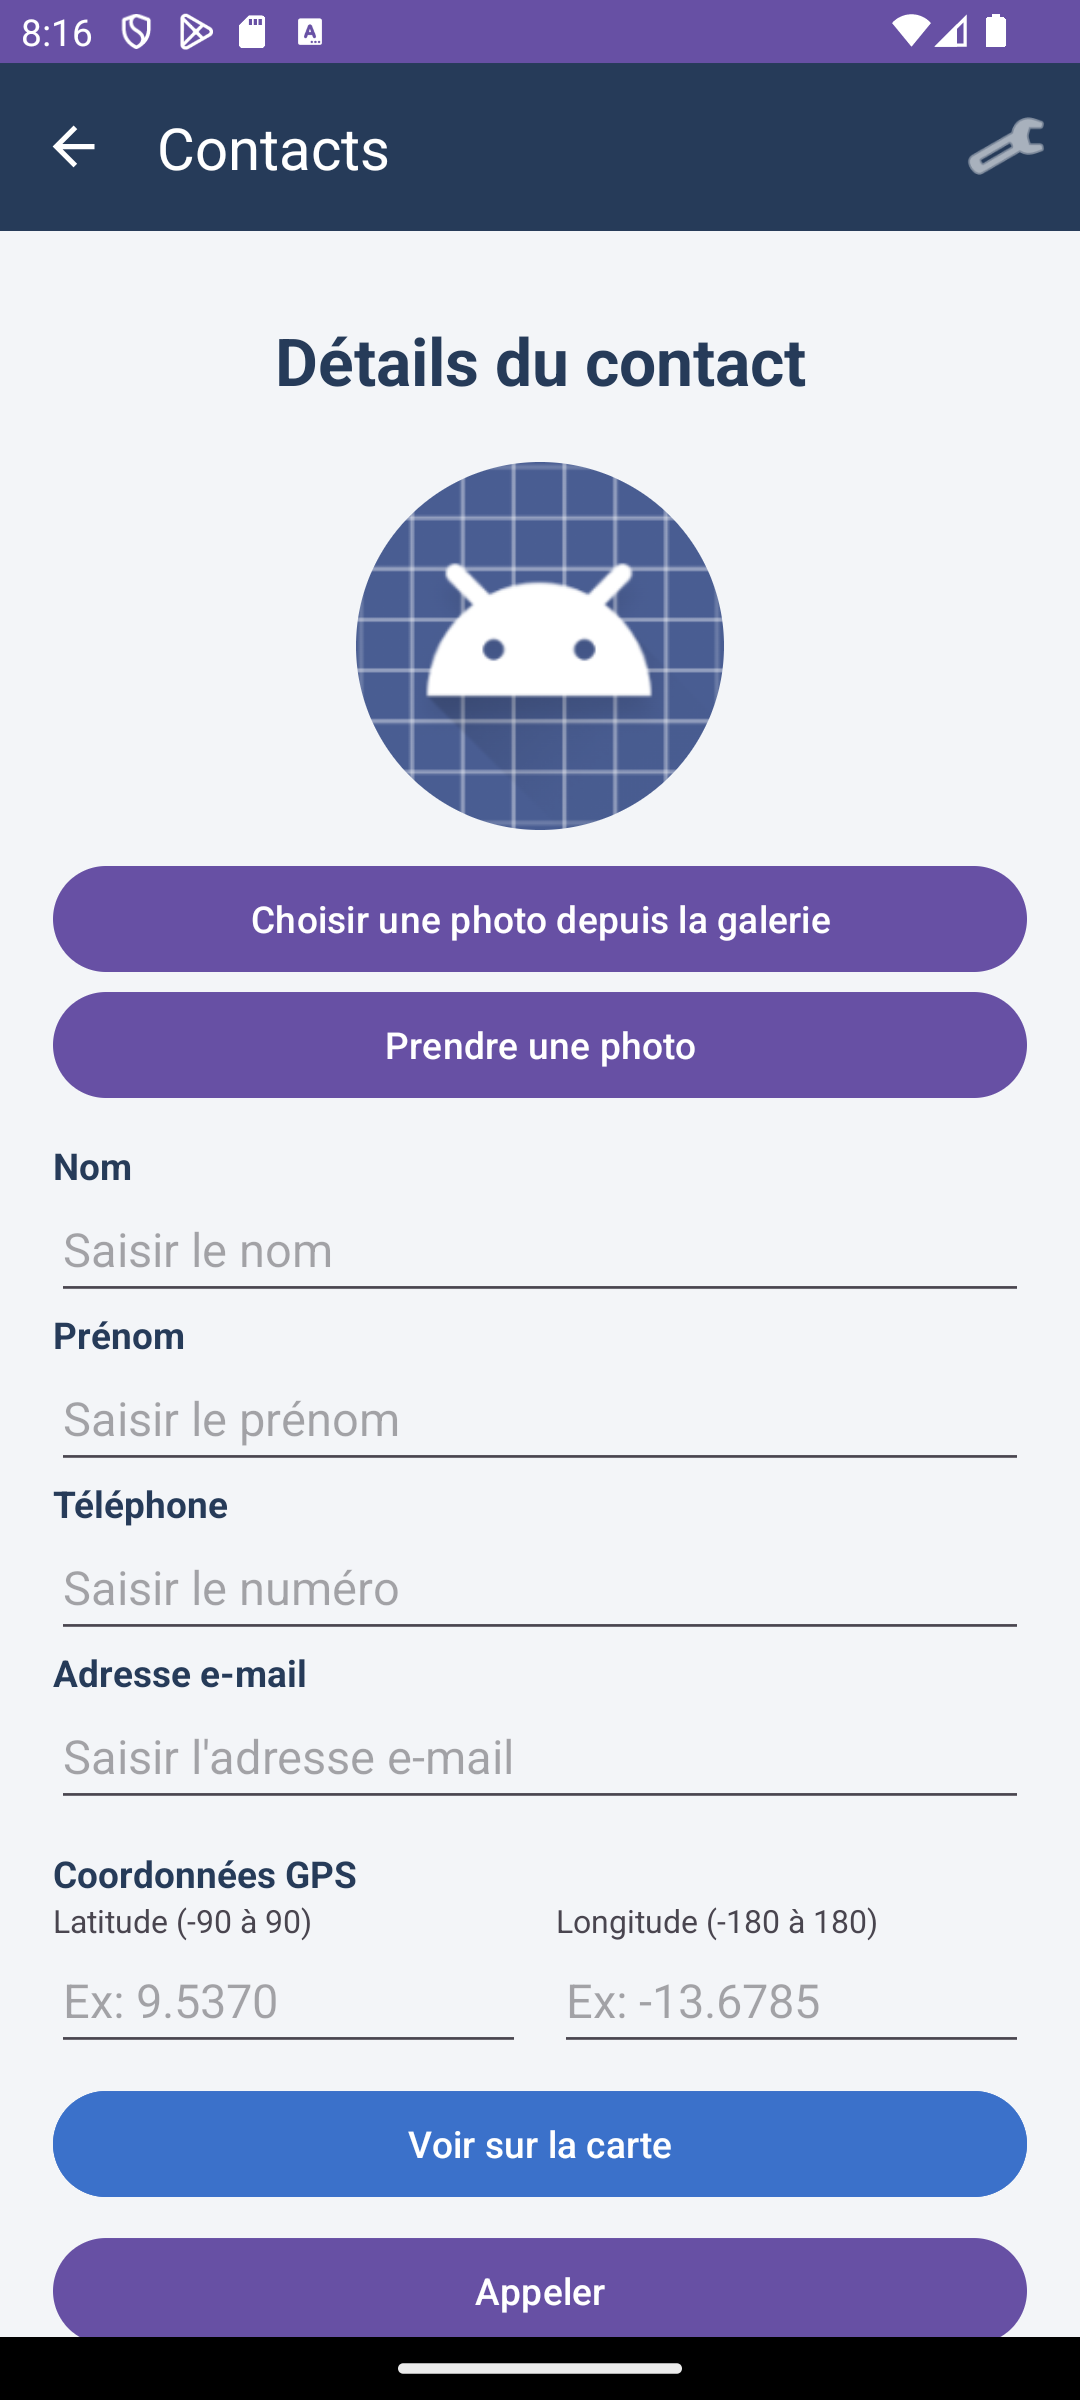 8:16
Contacts
Détails du contact
Choisir une photo depuis la galerie
Prendre une photo
Nom
Saisir le nom
Prénom
Saisir le prénom
Téléphone
Saisir le numéro
Adresse e-mail
Saisir l'adresse e-mail
Coordonnées GPS
Latitude (-90 à 90) Longitude (-180 à 180)
Ex: 9.5370 Ex: -13.6785
Voir sur la carte
Appeler